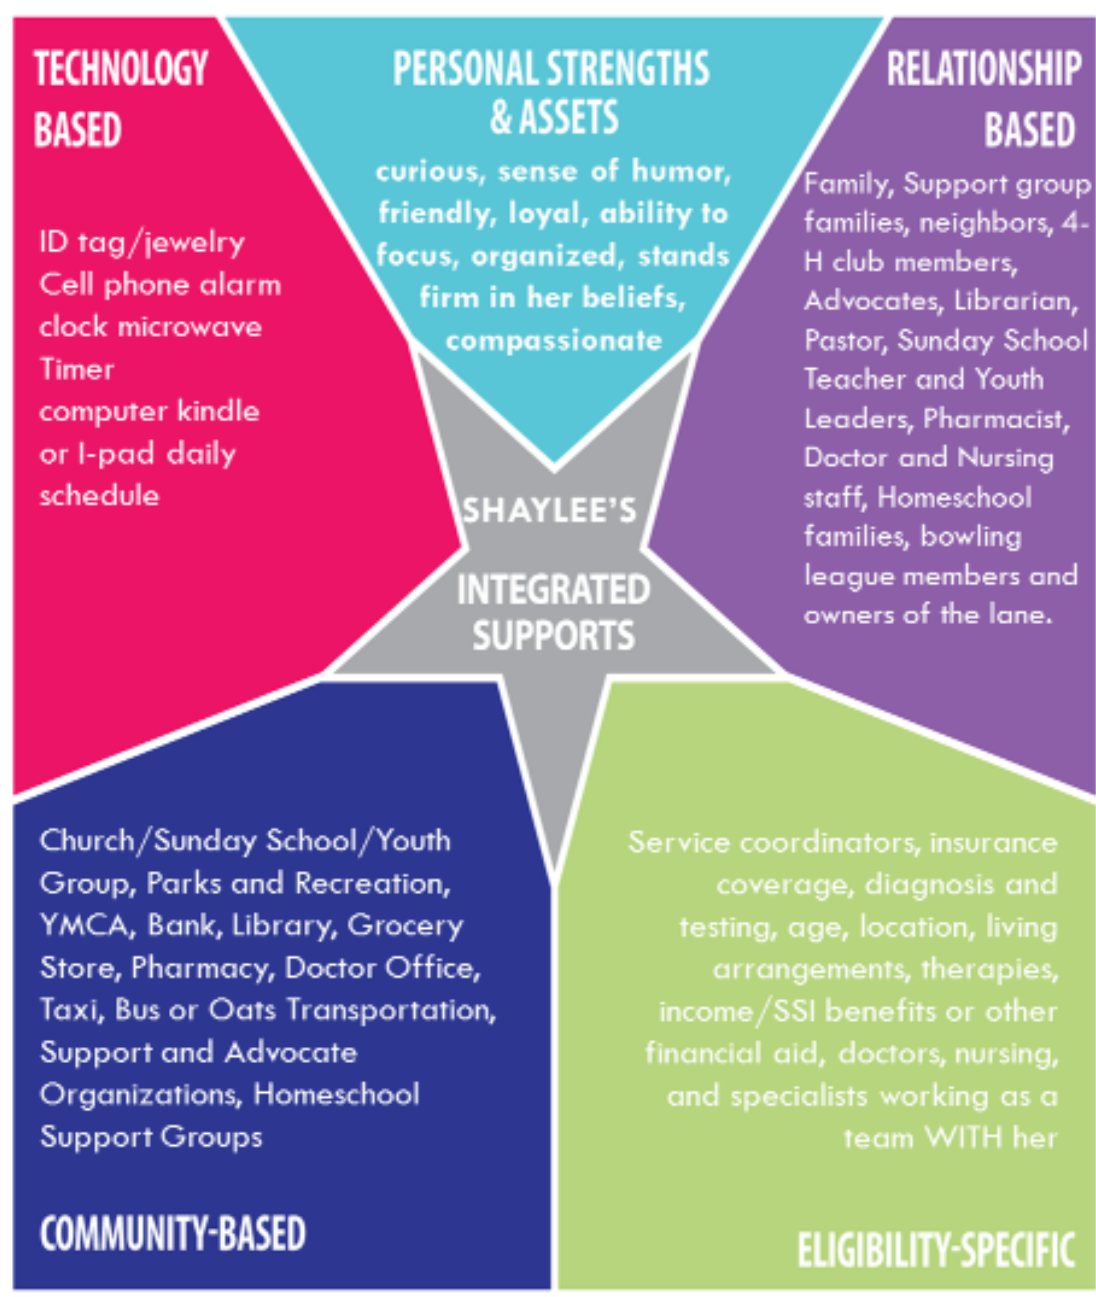 TECHNOLOGY
BASED
ID tag/jewelry
Cell phone alarm
clock microwave
Timer
computer kindle
or I-pad daily
schedule
PERSONAL STRENGTHS
& ASSETS
curious, sense of humor,
friendly, loyal, ability to
focus, organized, stands
firm in her beliefs,
compassionate
RELATIONSHIP
BASED
Family, Support group
families, neighbors, 4-
H club members,
Advocates, Librarian,
Pastor, Sunday School
Teacher and Youth
Leaders, Pharmacist,
Doctor and Nursing
staff, Homeschool
families, bowling
league members and
owners of the lane.
SHAYLEE'S
INTEGRATED
SUPPORTS
Church/Sunday School/Youth
Group, Parks and Recreation,
YMCA, Bank, Library, Grocery
Store, Pharmacy, Doctor Office,
Taxi, Bus or Oats Transportation,
Support and Advocate
Organizations, Homeschool
Support Groups
COMMUNITY-BASED
Service coordinators, insurance
coverage, diagnosis and
testing, age, location, living
arrangements, therapies,
income/SSI benefits or other
financial aid, doctors, nursing,
and specialists working as a
team WITH her
ELIGIBILITY-SPECIFIC